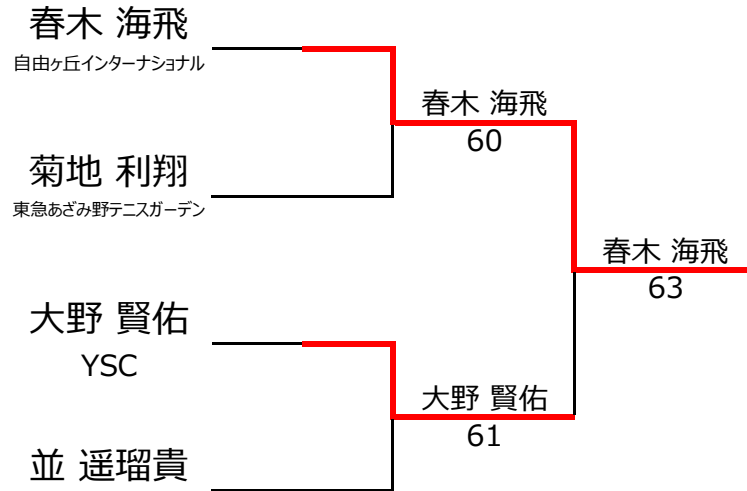 春木 海飛
自由ヶ丘インターナショナル
春木 海飛
60
菊地 利翔
東急あざみ野テニスガーデン
春木 海飛
63
大野 賢佑
YSC
大野 賢佑
61
並 遥瑠貴